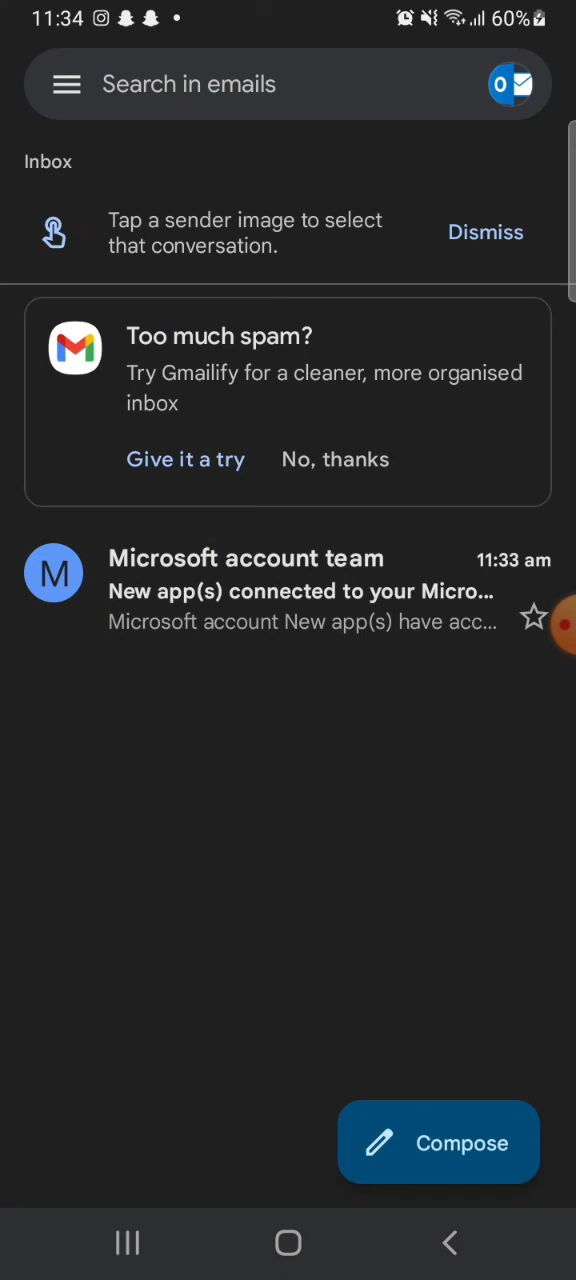 11:34
60%
Search in emails
Inbox
Tap a sender image to select
that conversation.
Dismiss
Too much spam?
Try Gmailify for a cleaner, more organised
inbox
Give it a try No, thanks
M
Microsoft account team 11:33 am
New app(s) connected to your Micro...
Microsoft account New app(s) have acc...
Compose